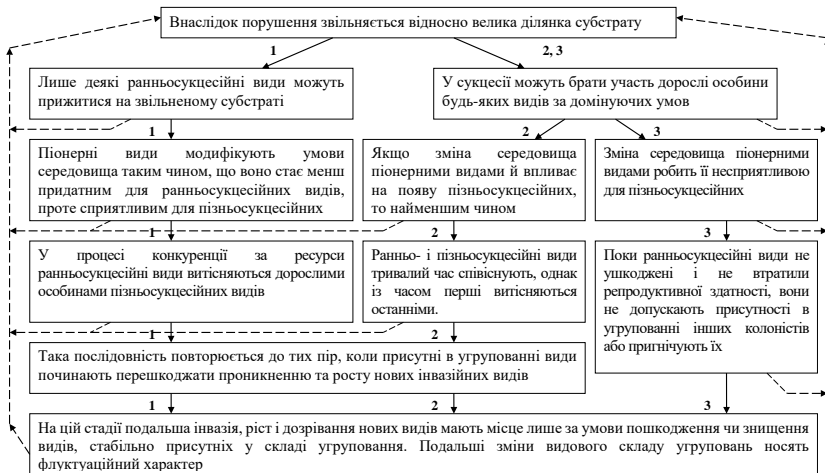 Внаслідок порушення звільняється відносно велика ділянка субстрату
1
2, 3
Лише деякі ранньосукцесійні види можуть
прижитися на звільненому субстраті
У сукцесії можуть брати участь дорослі особини
будь-яких видів за домінуючих умов
1
2
3
Піонерні види модифікують умови
середовища таким чином, що воно стає менш
придатним для ранньосукцесійних видів,
проте сприятливим для пізньосукцесійних
Якщо зміна середовища
піонерними видами й впливає
на появу пізньосукцесійних,
то найменшим чином
Зміна середовища піонерними
видами робить її несприятливою
для пізньосукцесійних
1
2
3
У процесі конкуренції за ресурси
ранньосукцесійні види витісняються дорослими
особинами пізньосукцесійних видів
Ранньо- і пізньосукцесійні види
тривалий час співіснують, однак
із часом перші витісняються
останніми.
Поки ранньосукцесійні види не
ушкоджені і не втратили
репродуктивної здатності, вони
не допускають присутності в
угрупованні інших колоністів
або пригнічують їх
1
2
Така послідовність повторюється до тих пір, коли присутні в угрупованні види
починають перешкоджати проникненню та росту нових інвазійних видів
1
2
3
На цій стадії подальша інвазія, ріст і дозрівання нових видів мають місце лише за умови пошкодження чи знищення
видів, стабільно присутніх у складі угруповання. Подальші зміни видового складу угруповань носять
флуктуаційний характер